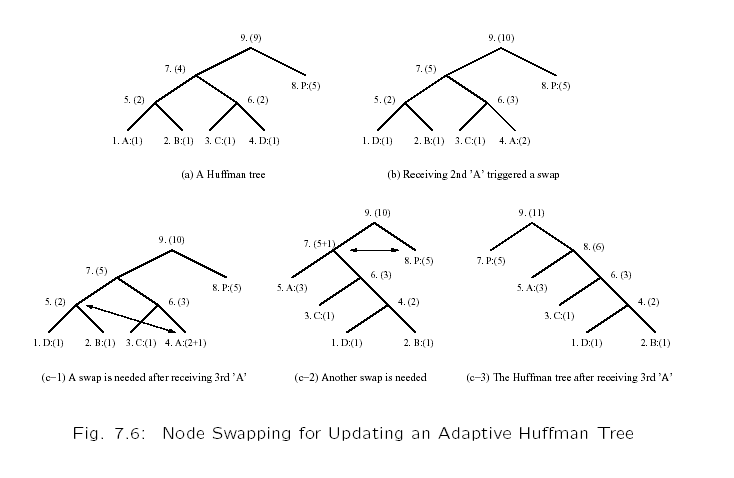 9. (9)
7. (4)
8. P:(5)
5. (2)
6. (2)
1. A:(1)
2. B:(1)
3. C:(1)
4. D:(1)
(a) A Huffman tree
9. (10)
7. (5)
8. P:(5)
5. (2)
6. (3)
1. D:(1)
2. B:(1)
3. C:(1)
4. A:(2)
(b) Receiving 2nd 'A' triggered a swap
9. (10)
7. (5)
8. P:(5)
5. (2)
6. (3)
1. D:(1)
2. B:(1)
3. C:(1)
4. A:(2+1)
(c−1) A swap is needed after receiving 3rd 'A'
9. (10)
7. (5+1)
8. P:(5)
5. A:(3)
6. (3)
3. C:(1)
4. (2)
1. D:(1)
2. B:(1)
(c−2) Another swap is needed
9. (11)
7. P:(5)
8. (6)
5. A:(3)
6. (3)
3. C:(1)
4. (2)
1. D:(1)
2. B:(1)
(c−3) The Huffman tree after receiving 3rd 'A'
Fig. 7.6: Node Swapping for Updating an Adaptive Huffman Tree